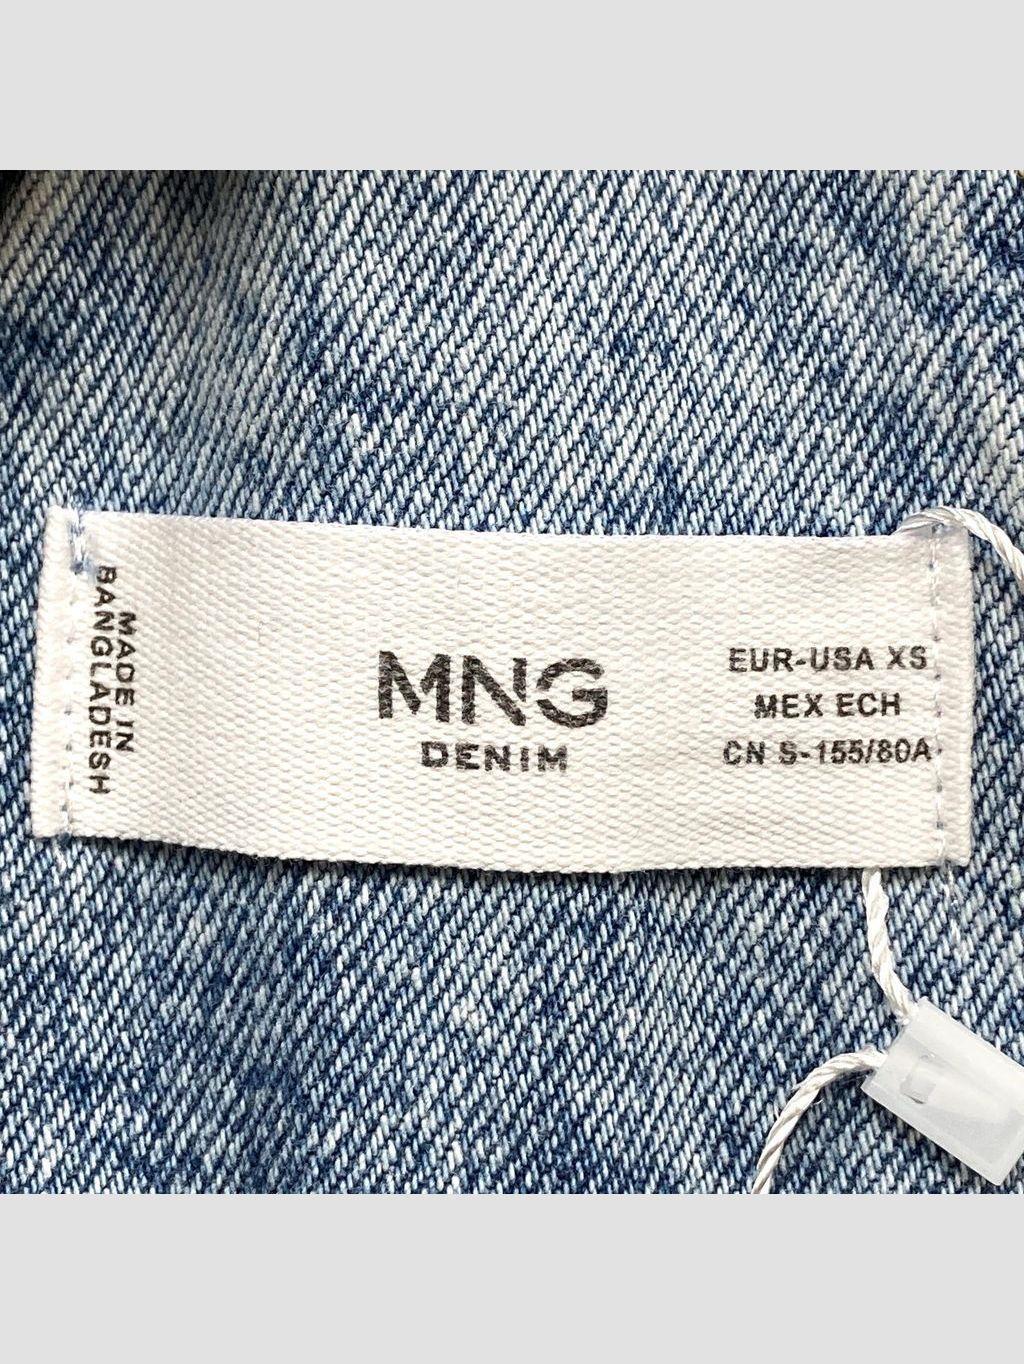 MADE IN
BANGLADESH
MNG
DENIM
EUR-USA XS
MEX ECH
CN S-155/80A